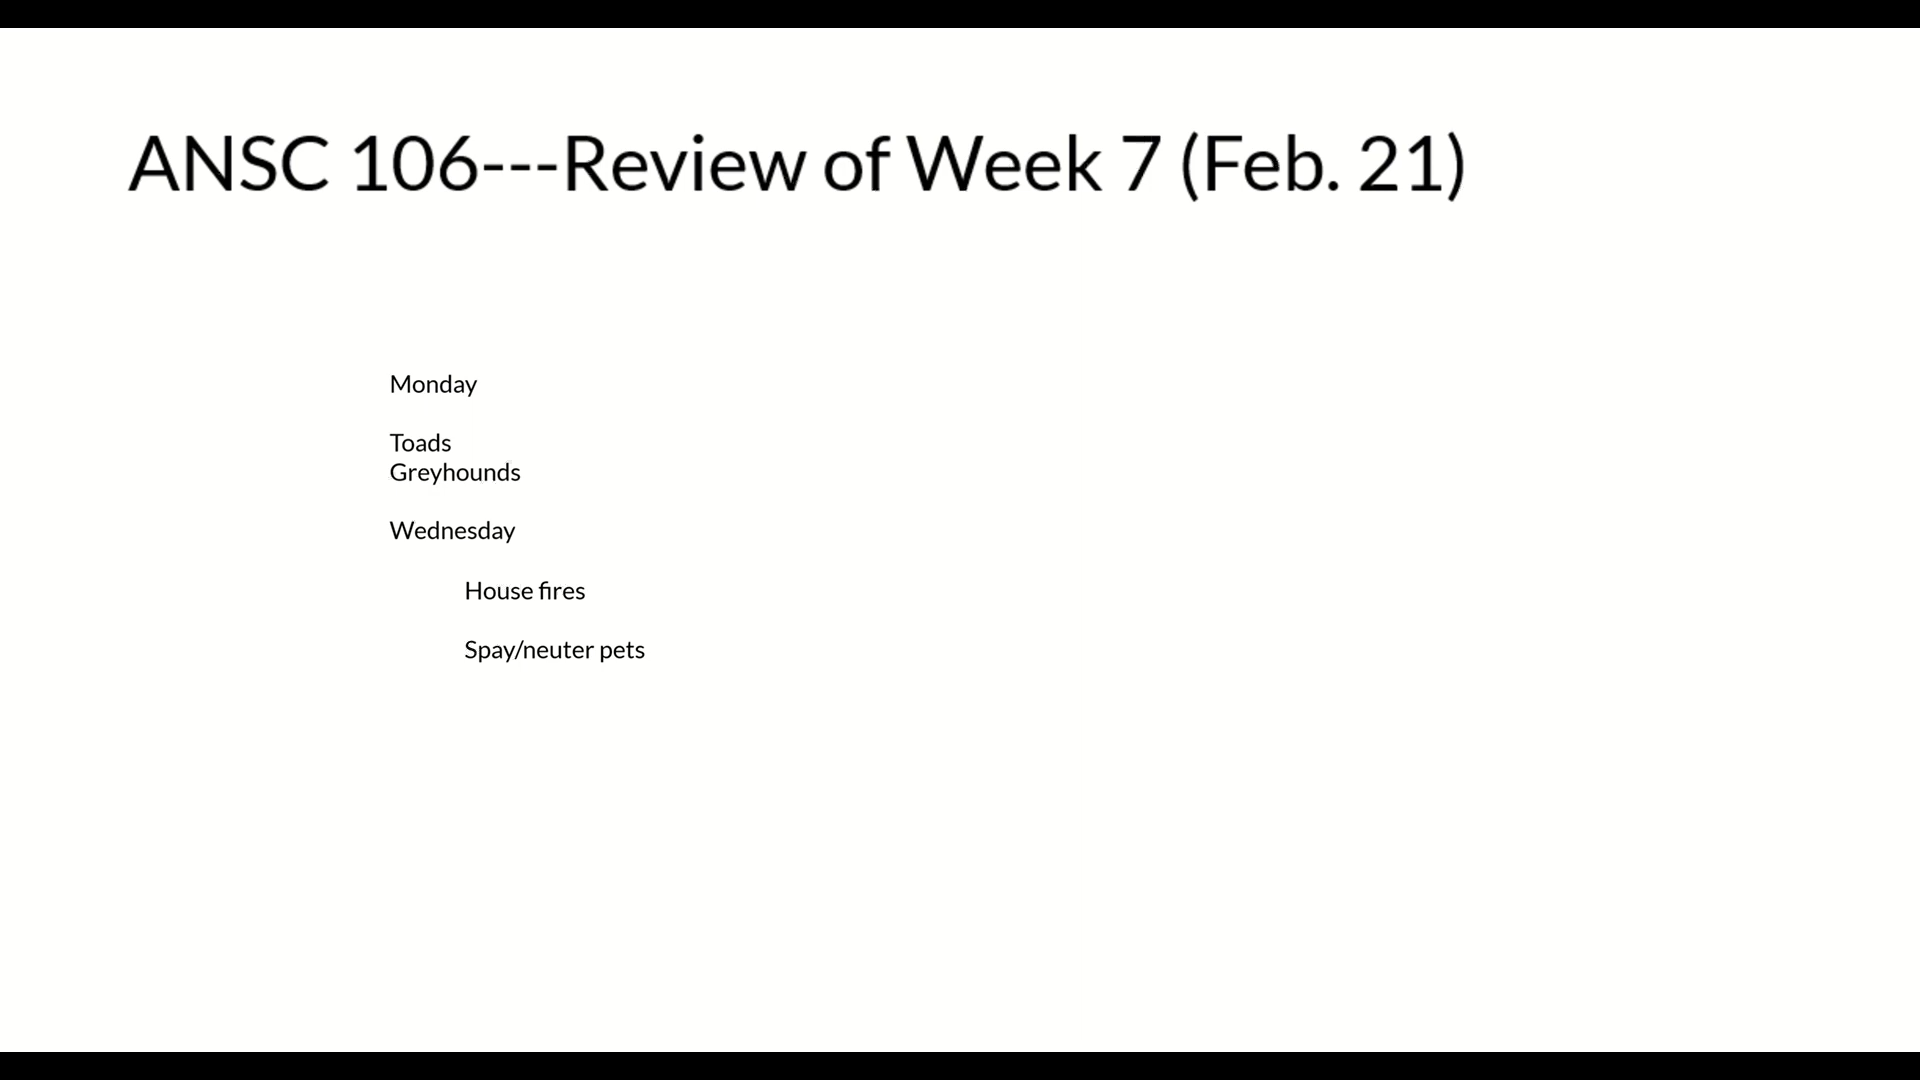 ANSC 106---Review of Week 7 (Feb. 21)
Monday
Toads
Greyhounds
Wednesday
House fires
Spay/neuter pets